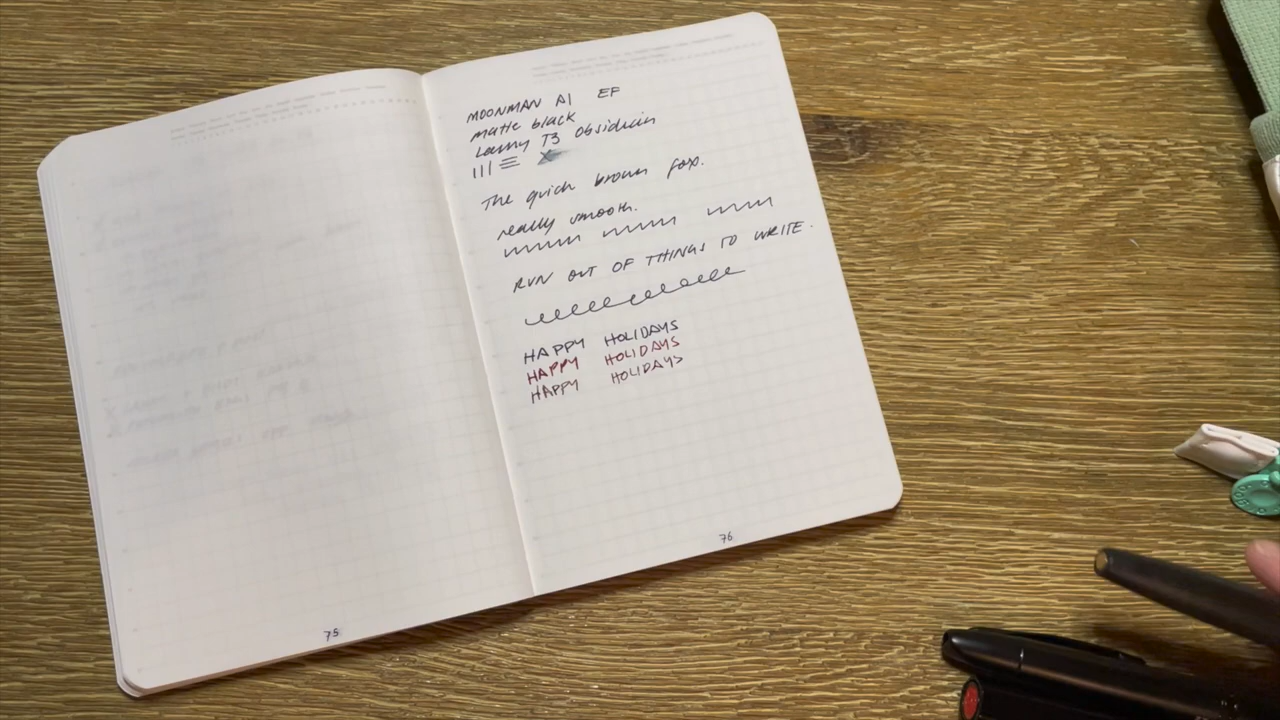 MOONMAN A1 EF
matte black
Lamy T3 Obsidian
The quick brown fox.
really smooth.
RUN OUT OF THINGS TO WRITE.
HAPPY HOLIDAYS
HAPPY HOLIDAYS
HAPPY HOLIDAYS
75
76